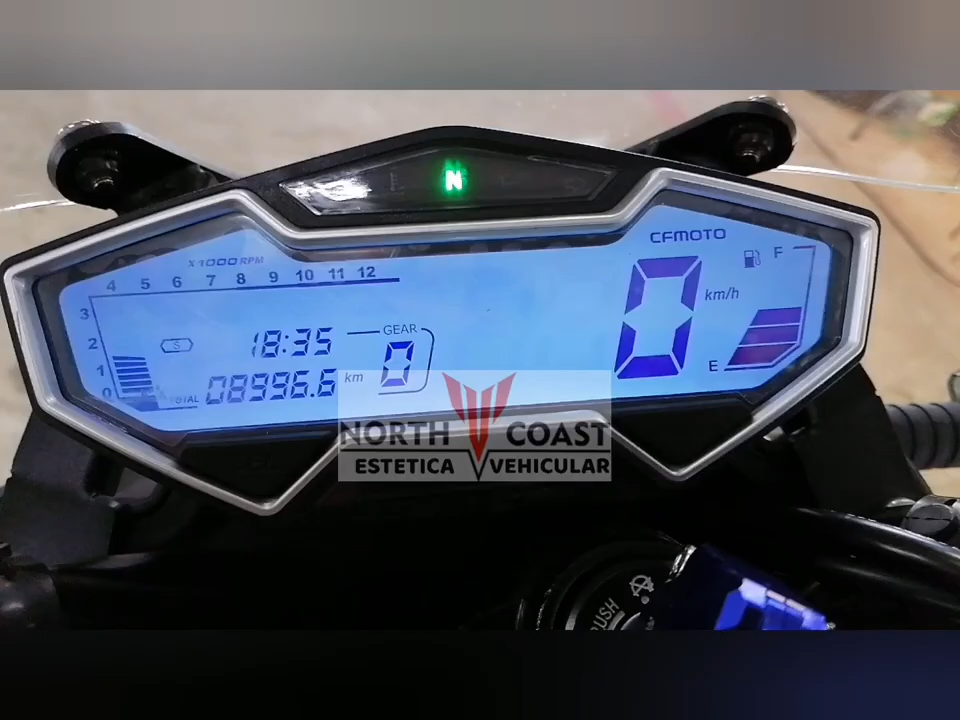 N
CFMOTO
X1000 RPM
4 5 6 7 8 9 10 11 12
F
3
km/h
0
2
S
18:35
GEAR
0
1
TOTAL
08996.6 km
E
0
NORTH COAST
ESTETICA VEHICULAR
PUSH